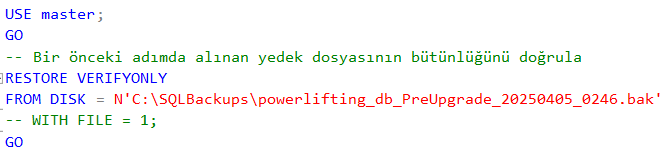 USE master;
GO
-- Bir önceki adımda alınan yedek dosyasının bütünlüğünü doğrula
RESTORE VERIFYONLY
FROM DISK = N'C:\SQLBackups\powerlifting_db_PreUpgrade_20250405_0246.bak'
-- WITH FILE = 1;
GO